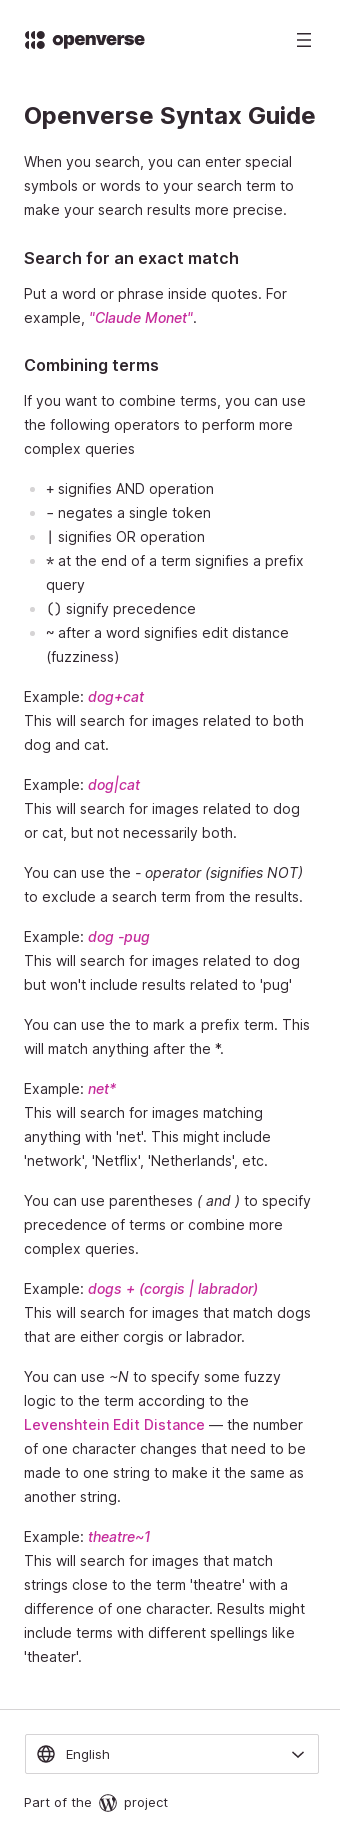 openverse
Openverse Syntax Guide
When you search, you can enter special
symbols or words to your search term to
make your search results more precise.
Search for an exact match
Put a word or phrase inside quotes. For
example, "Claude Monet".
Combining terms
If you want to combine terms, you can use
the following operators to perform more
complex queries
+ signifies AND operation
- negates a single token
| signifies OR operation
* at the end of a term signifies a prefix
query
() signify precedence
~ after a word signifies edit distance
(fuzziness)
Example: dog+cat
This will search for images related to both
dog and cat.
Example: dog|cat
This will search for images related to dog
or cat, but not necessarily both.
You can use the - operator (signifies NOT)
to exclude a search term from the results.
Example: dog -pug
This will search for images related to dog
but won't include results related to 'pug'
You can use the to mark a prefix term. This
will match anything after the *.
Example: net*
This will search for images matching
anything with 'net'. This might include
'network', 'Netflix', 'Netherlands', etc.
You can use parentheses ( and ) to specify
precedence of terms or combine more
complex queries.
Example: dogs + (corgis | labrador)
This will search for images that match dogs
that are either corgis or labrador.
You can use ~N to specify some fuzzy
logic to the term according to the
Levenshtein Edit Distance — the number
of one character changes that need to be
made to one string to make it the same as
another string.
Example: theatre~1
This will search for images that match
strings close to the term 'theatre' with a
difference of one character. Results might
include terms with different spellings like
'theater'.
English
Part of the project